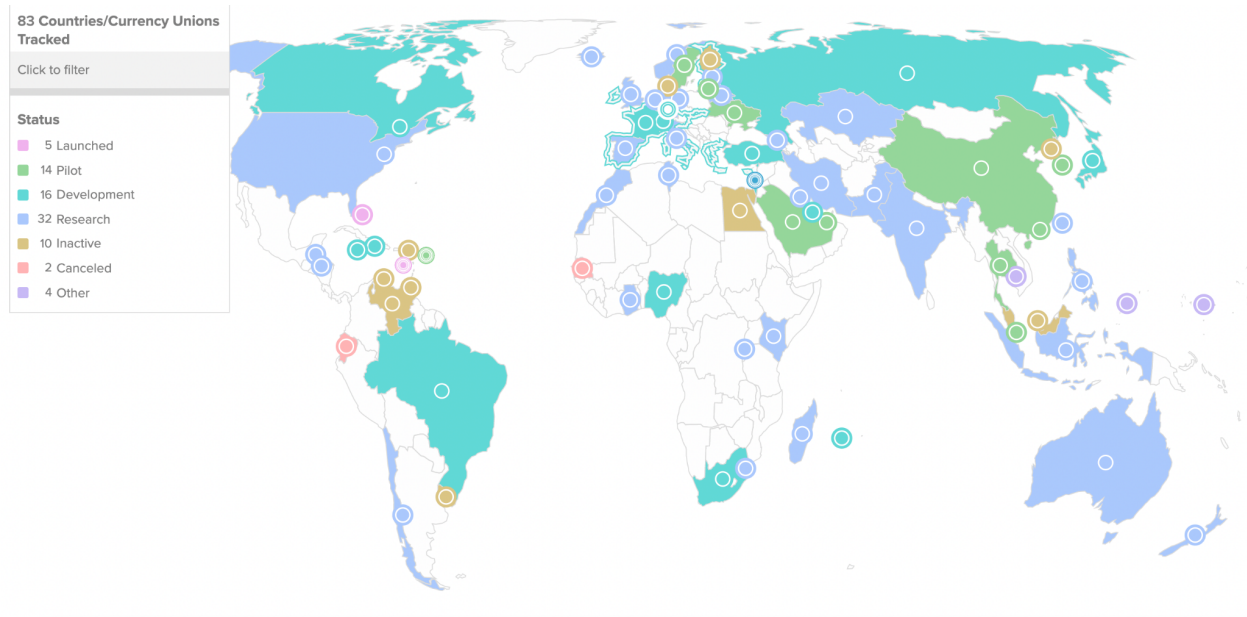 83 Countries/Currency Unions
Tracked
Click to filter
Status
5 Launched
14 Pilot
16 Development
32 Research
10 Inactive
2 Canceled
4 Other